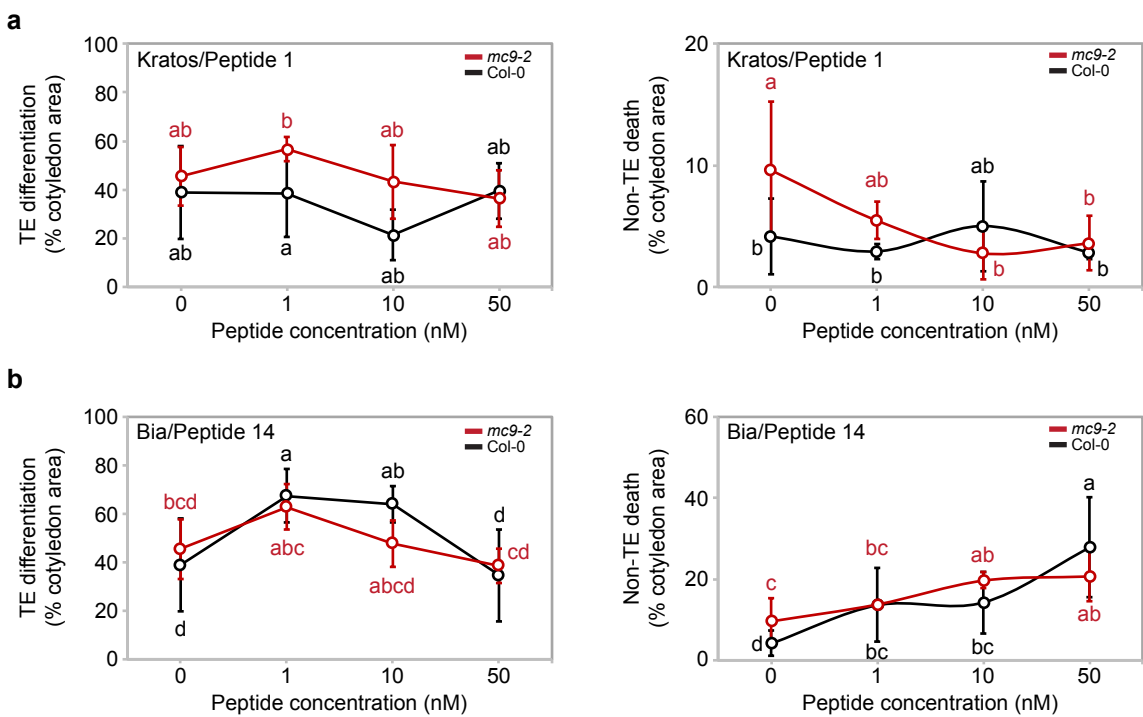 a
Kratos/Peptide 1
mc9-2
Col-0
TE differentiation
(% cotyledon area)
100
80
60
40
20
0
ab
b
ab
ab
ab
a
ab
ab
0 1 10 50
Peptide concentration (nM)
Kratos/Peptide 1
mc9-2
Col-0
Non-TE death
(% cotyledon area)
20
10
0
a
ab
ab
b
b
b
b
b
0 1 10 50
Peptide concentration (nM)
b
Bia/Peptide 14
mc9-2
Col-0
TE differentiation
(% cotyledon area)
100
80
60
40
20
0
bcd
a
ab
d
cd
abc
abcd
d
0 1 10 50
Peptide concentration (nM)
Bia/Peptide 14
mc9-2
Col-0
Non-TE death
(% cotyledon area)
60
40
20
0
a
bc
ab
c
ab
d
bc
bc
0 1 10 50
Peptide concentration (nM)